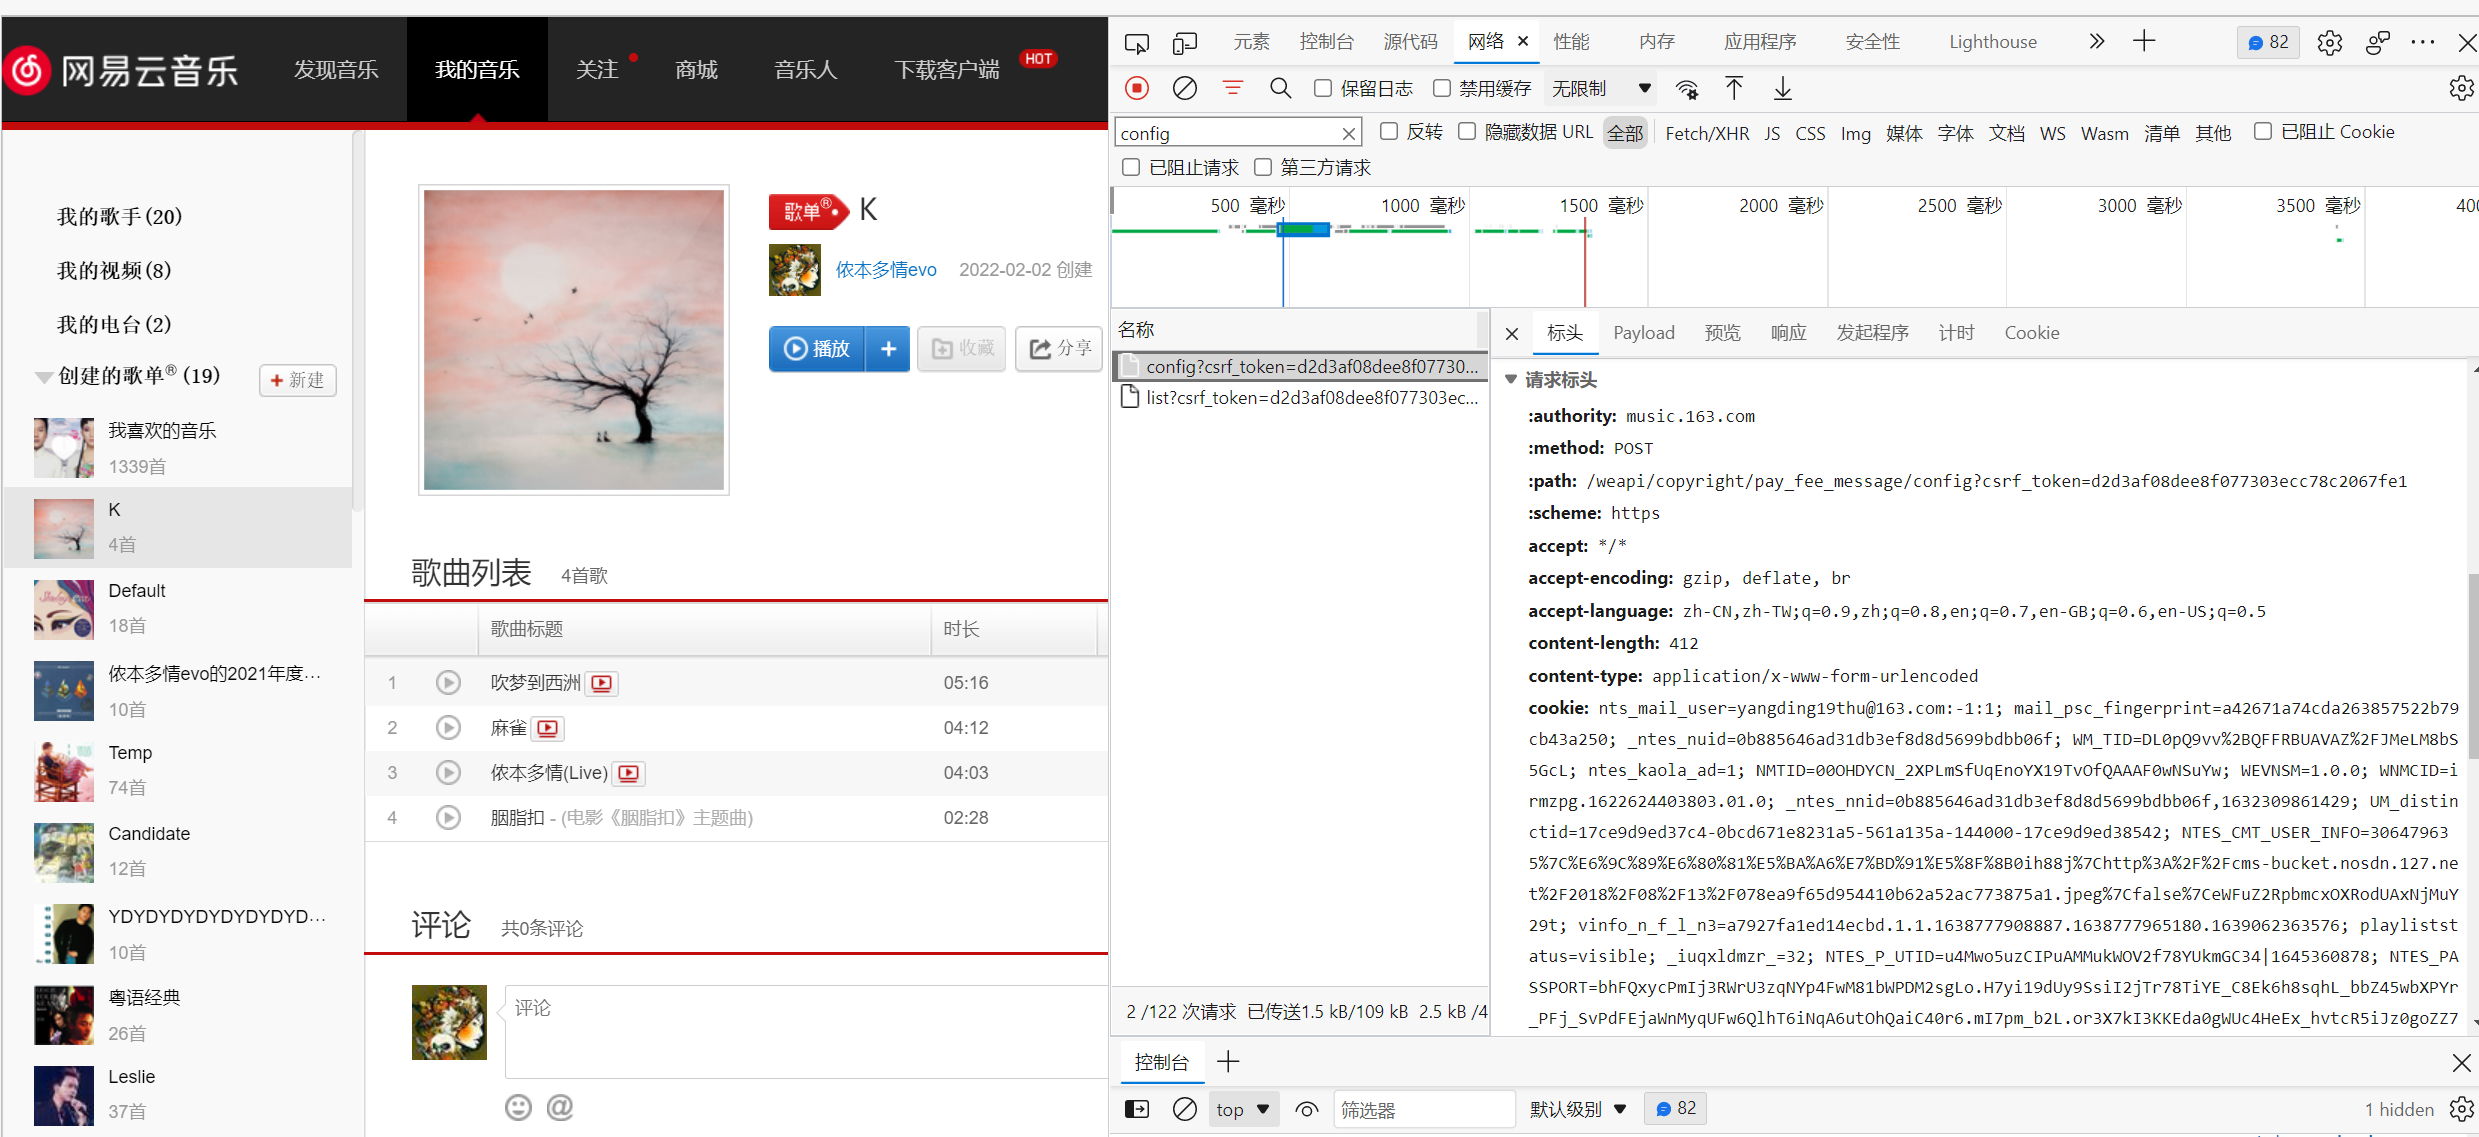 网易云音乐
发现音乐
我的音乐
关注
商城
音乐人
下载客户端
HOT
我的歌手(20)
我的视频(8)
我的电台(2)
创建的歌单®(19)
新建
我喜欢的音乐
1339首
K
4首
Default
18首
侬本多情evo的2021年度…
10首
Temp
74首
Candidate
12首
YDYDYDYDYDYDYDYD…
10首
粤语经典
26首
Leslie
37首
歌单® K
侬本多情evo 2022-02-02 创建
播放 + 收藏 分享
歌曲列表 4首歌
歌曲标题 时长
1 吹梦到西洲 05:16
2 麻雀 04:12
3 侬本多情(Live) 04:03
4 胭脂扣 - (电影《胭脂扣》主题曲) 02:28
评论 共0条评论
评论
元素 控制台 源代码 网络 性能 内存 应用程序 安全性 Lighthouse 82
保留日志 禁用缓存 无限制
config 反转 隐藏数据 URL 全部 Fetch/XHR JS CSS Img 媒体 字体 文档 WS Wasm 清单 其他 已阻止 Cookie
已阻止请求 第三方请求
500 毫秒 1000 毫秒 1500 毫秒 2000 毫秒 2500 毫秒 3000 毫秒 3500 毫秒 400
名称
config?csrf_token=d2d3af08dee8f07730...
list?csrf_token=d2d3af08dee8f077303ec...
2 /122 次请求 已传送1.5 kB/109 kB 2.5 kB /4
标头 Payload 预览 响应 发起程序 计时 Cookie
请求标头
:authority: music.163.com
:method: POST
:path: /weapi/copyright/pay_fee_message/config?csrf_token=d2d3af08dee8f077303ecc78c2067fe1
:scheme: https
accept: */*
accept-encoding: gzip, deflate, br
accept-language: zh-CN,zh-TW;q=0.9,zh;q=0.8,en;q=0.7,en-GB;q=0.6,en-US;q=0.5
content-length: 412
content-type: application/x-www-form-urlencoded
cookie: nts_mail_user=yangding19thu@163.com:-1:1; mail_psc_fingerprint=a42671a74cda263857522b79
cb43a250; _ntes_nuid=0b885646ad31db3ef8d8d5699bdbb06f; WM_TID=DL0pQ9vv%2BQFFRBUAVAZ%2FJMeLM8bS
5GcL; ntes_kaola_ad=1; NMTID=00OHDYCN_2XPLmSfUqEnoYX19TvOfQAAAF0wNSuYw; WEVNSM=1.0.0; WNMCID=i
rmzpg.1622624403803.01.0; _ntes_nnid=0b885646ad31db3ef8d8d5699bdbb06f,1632309861429; UM_distin
ctid=17ce9d9ed37c4-0bcd671e8231a5-561a135a-144000-17ce9d9ed38542; NTES_CMT_USER_INFO=30647963
5%7C%E6%9C%89%E6%80%81%E5%BA%A6%E7%BD%91%E5%8F%8B0ih88j%7Chttp%3A%2F%2Fcms-bucket.nosdn.127.ne
t%2F2018%2F08%2F13%2F078ea9f65d954410b62a52ac773875a1.jpeg%7Cfalse%7CeWFuZ2RpbmcxOXRodUAxNjMuY
29t; vinfo_n_f_l_n3=a7927fa1ed14ecbd.1.1.1638777908887.1638777965180.1639062363576; playlistst
atus=visible; _iuqxldmzr_=32; NTES_P_UTID=u4Mwo5uzCIPuAMMukWOV2f78YUkmGC34|1645360878; NTES_PA
SSPORT=bhFQxycPmIj3RWrU3zqNYp4FwM81bWPDM2sgLo.H7yi19dUy9SsiI2jTr78TiYE_C8Ek6h8sqhL_bbZ45wbXPYr
_PFj_SvPdFEjaWnMyqUFw6QlhT6iNqA6utOhQaiC40r6.mI7pm_b2L.or3X7kI3KKEda0gWUc4HeEx_hvtcR5iJz0goZZ7
控制台
top 筛选器 默认级别 82 1 hidden